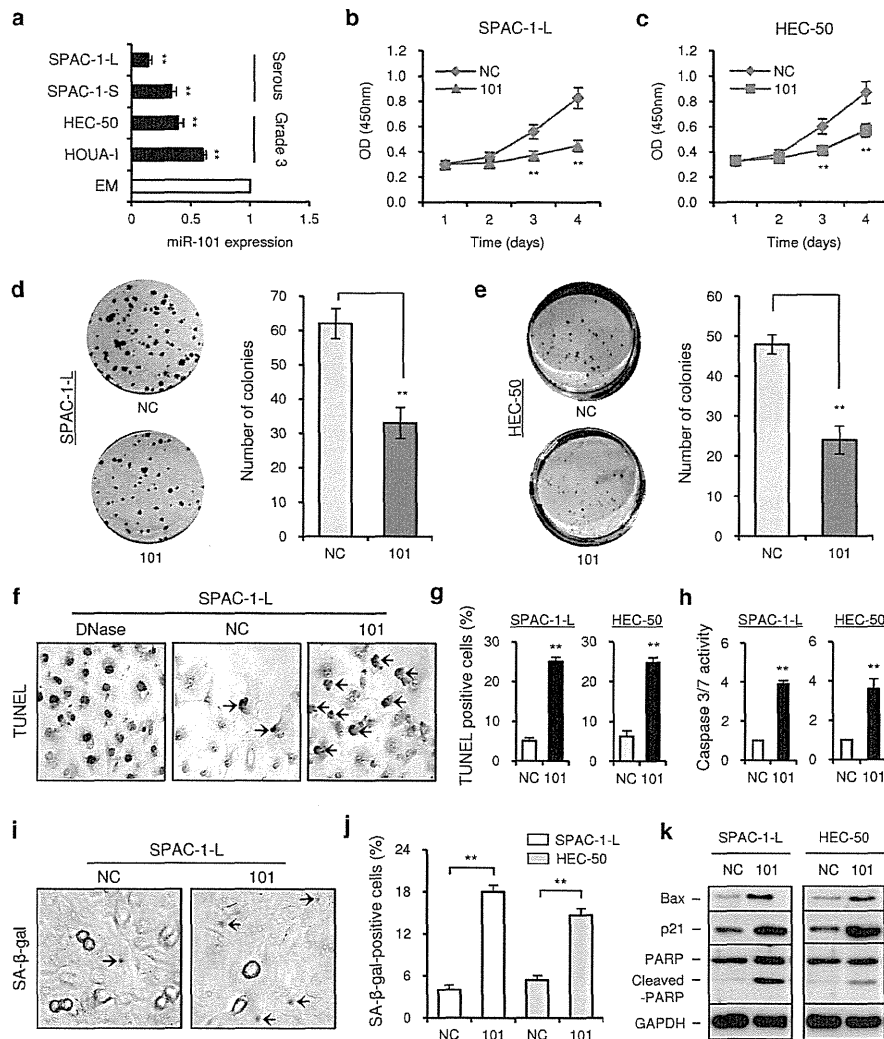 a
SPAC-1-L
SPAC-1-S
HEC-50
HOUA-I
EM
**
**
**
**
Serous
Grade 3
0 0.5 1 1.5
miR-101 expression
b
SPAC-1-L
OD (450nm)
1.2
1.0
0.8
0.6
0.4
0.2
0.0
NC
101
**
**
1 2 3 4
Time (days)
c
HEC-50
OD (450nm)
1.2
1.0
0.8
0.6
0.4
0.2
0.0
NC
101
**
**
1 2 3 4
Time (days)
d
SPAC-1-L
NC
101
Number of colonies
70
60
50
40
30
20
10
0
**
NC 101
e
HEC-50
NC
101
Number of colonies
60
50
40
30
20
10
0
**
NC 101
f
SPAC-1-L
DNase NC 101
TUNEL
g
TUNEL positive cells (%)
SPAC-1-L
30
20
10
0
**
NC 101
HEC-50
30
20
10
0
**
NC 101
h
Caspase 3/7 activity
SPAC-1-L
6
4
2
0
**
NC 101
HEC-50
6
4
2
0
**
NC 101
i
SPAC-1-L
NC 101
SA-β-gal
j
SA-β-gal-positive cells (%)
24
18
12
6
0
SPAC-1-L
HEC-50
**
**
NC 101 NC 101
k
SPAC-1-L HEC-50
NC 101 NC 101
Bax
p21
PARP
Cleaved
-PARP
GAPDH